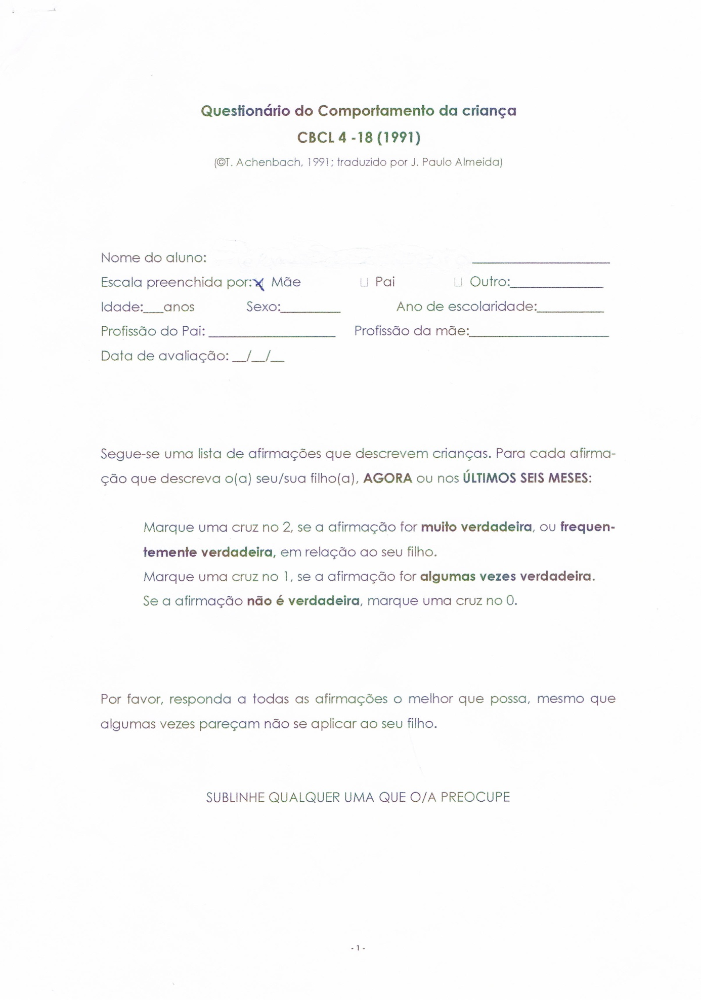 Questionário do Comportamento da criança
CBCL 4 -18 (1991)
(©T. Achenbach, 1991; traduzido por J. Paulo Almeida)
Nome do aluno: ____________________
Escala preenchida por:☒ Mãe ☐ Pai ☐ Outro:______________
Idade:___anos Sexo:_________ Ano de escolaridade:__________
Profissão do Pai: ___________________ Profissão da mãe:_____________________
Data de avaliação: __/__/__
Segue-se uma lista de afirmações que descrevem crianças. Para cada afirma-
ção que descreva o(a) seu/sua filho(a), AGORA ou nos ÚLTIMOS SEIS MESES:
Marque uma cruz no 2, se a afirmação for muito verdadeira, ou frequen-
temente verdadeira, em relação ao seu filho.
Marque uma cruz no 1, se a afirmação for algumas vezes verdadeira.
Se a afirmação não é verdadeira, marque uma cruz no 0.
Por favor, responda a todas as afirmações o melhor que possa, mesmo que
algumas vezes pareçam não se aplicar ao seu filho.
SUBLINHE QUALQUER UMA QUE O/A PREOCUPE
- 1 -